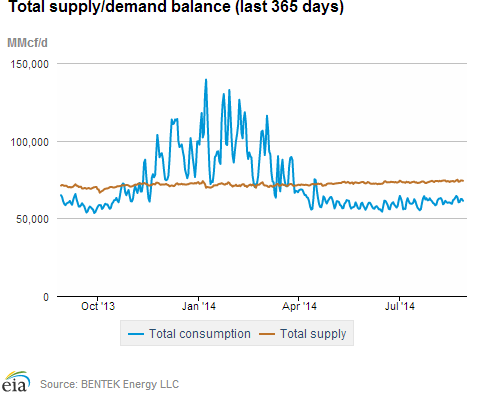 Total supply/demand balance (last 365 days)
MMcf/d
150,000
100,000
50,000
0
Oct '13 Jan '14 Apr '14 Jul '14
Total consumption Total supply
eia Source: BENTEK Energy LLC